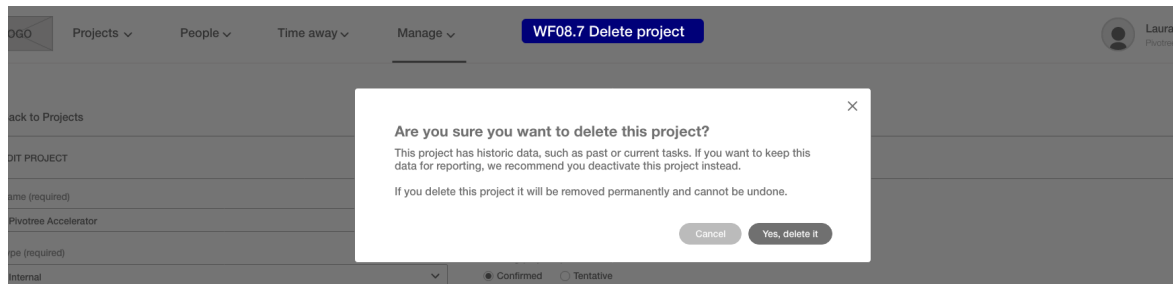 OGO
Projects
People
Time away
Manage
WF08.7 Delete project
Laura
Pivotree
ack to Projects
DIT PROJECT
ame (required)
Pivotree Accelerator
ype (required)
Internal
Are you sure you want to delete this project?
This project has historic data, such as past or current tasks. If you want to keep this
data for reporting, we recommend you deactivate this project instead.
If you delete this project it will be removed permanently and cannot be undone.
Cancel
Yes, delete it
Confirmed
Tentative